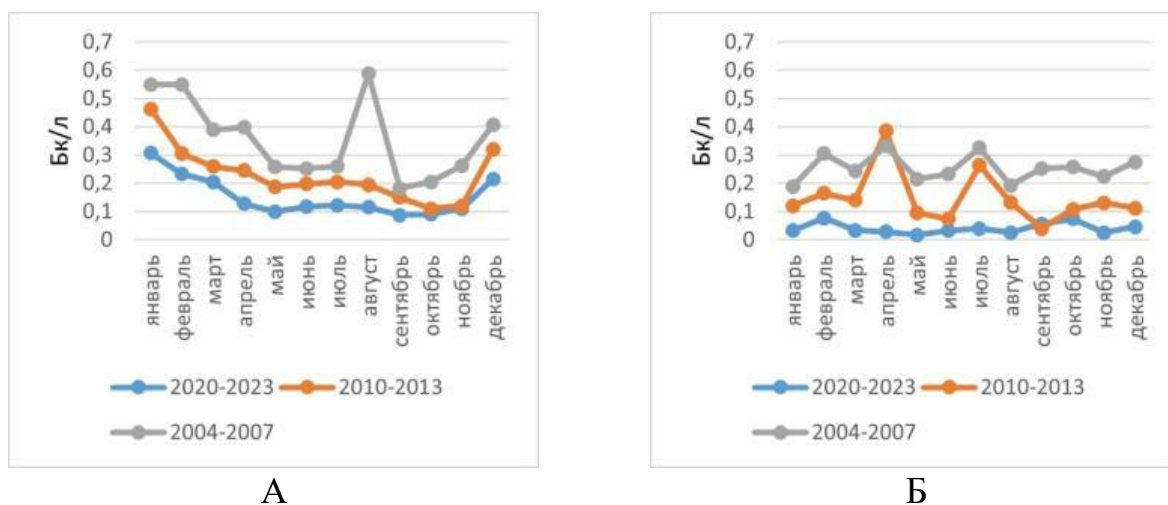 0,7
0,6
0,5
0,4
0,3
0,2
0,1
0
Бк/л
январь
февраль
март
апрель
май
июнь
июль
август
сентябрь
октябрь
ноябрь
декабрь
2020-2023
2010-2013
2004-2007
А
0,7
0,6
0,5
0,4
0,3
0,2
0,1
0
Бк/л
январь
февраль
март
апрель
май
июнь
июль
август
сентябрь
октябрь
ноябрь
декабрь
2020-2023
2010-2013
2004-2007
Б